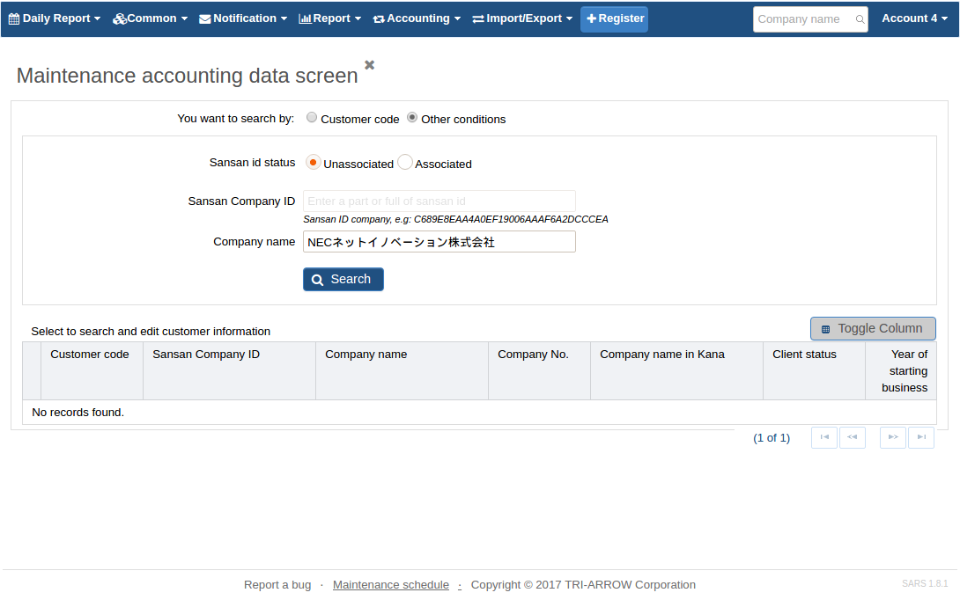 Daily Report Common Notification Report Accounting Import/Export Register Company name Account 4
Maintenance accounting data screen
You want to search by: Customer code Other conditions
Sansan id status Unassociated Associated
Sansan Company ID Enter a part or full of sansan id
Sansan ID company, e.g: C689E8EAA4A0EF19006AAAF6A2DCCCEA
Company name NECネットイノベーション株式会社
Search
Select to search and edit customer information Toggle Column
Customer code Sansan Company ID Company name Company No. Company name in Kana Client status Year of
starting
business
No records found.
(1 of 1)
Report a bug · Maintenance schedule · Copyright © 2017 TRI-ARROW Corporation SARS 1.8.1